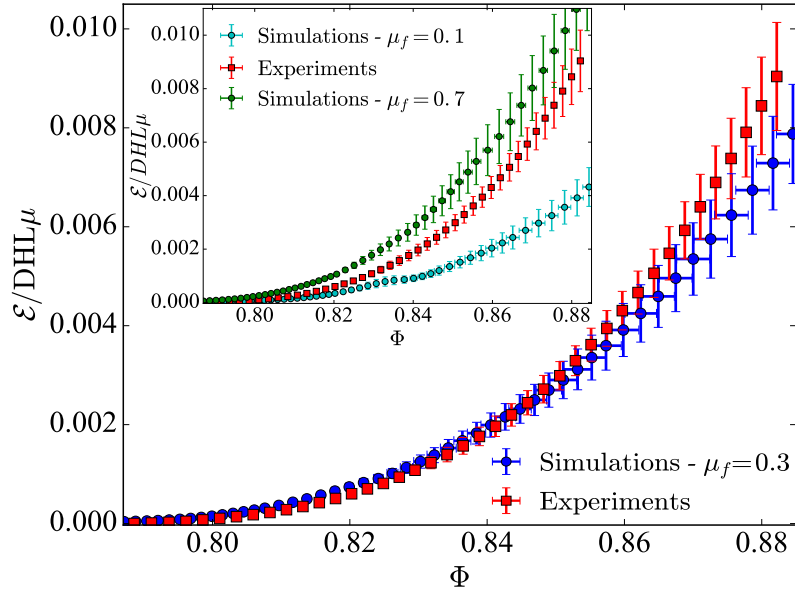 0.010
0.008
0.006
0.004
0.002
0.000
ℰ/DHLμ
0.80
0.82
0.84
0.86
0.88
Φ
Simulations - μ_f = 0.3
Experiments
0.010
0.008
0.006
0.004
0.002
0.000
ℰ/DHLμ
0.80
0.82
0.84
0.86
0.88
Φ
Simulations - μ_f = 0.1
Experiments
Simulations - μ_f = 0.7